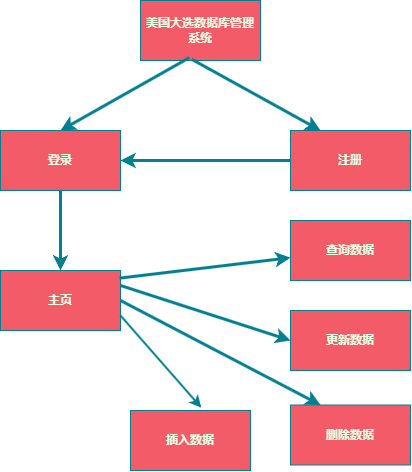 美国大选数据库管理
系统
登录
注册
查询数据
主页
更新数据
删除数据
插入数据